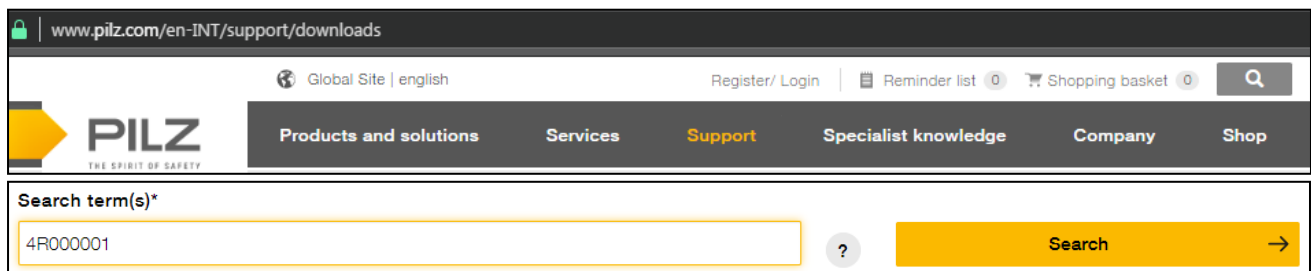 www.pilz.com/en-INT/support/downloads
Global Site | english Register/ Login Reminder list 0 Shopping basket 0
PILZ
THE SPIRIT OF SAFETY
Products and solutions Services Support Specialist knowledge Company Shop
Search term(s)*
4R000001 ? Search →